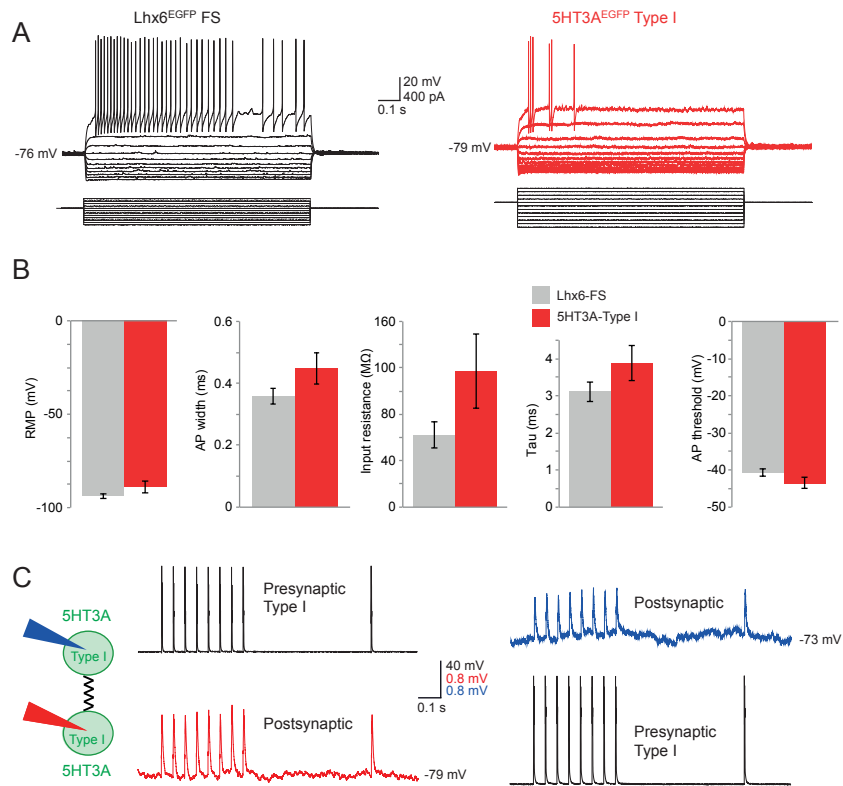 A
Lhx6EGFP FS
5HT3AEGFP Type I
20 mV
400 pA
0.1 s
-76 mV
-79 mV
B
Lhx6-FS
5HT3A-Type I
0
-50
-100
RMP
(mV)
0.6
0.4
0.2
0
AP width (ms)
160
120
100
80
60
40
0
Input resistance (MΩ)
4
3
2
1
0
Tau (ms)
0
-10
-20
-30
-40
-50
AP threshold (mV)
C
5HT3A
Type I
Type I
5HT3A
Presynaptic
Type I
40 mV
0.8 mV
0.8 mV
0.1 s
Postsynaptic
-79 mV
Postsynaptic
-73 mV
Presynaptic
Type I